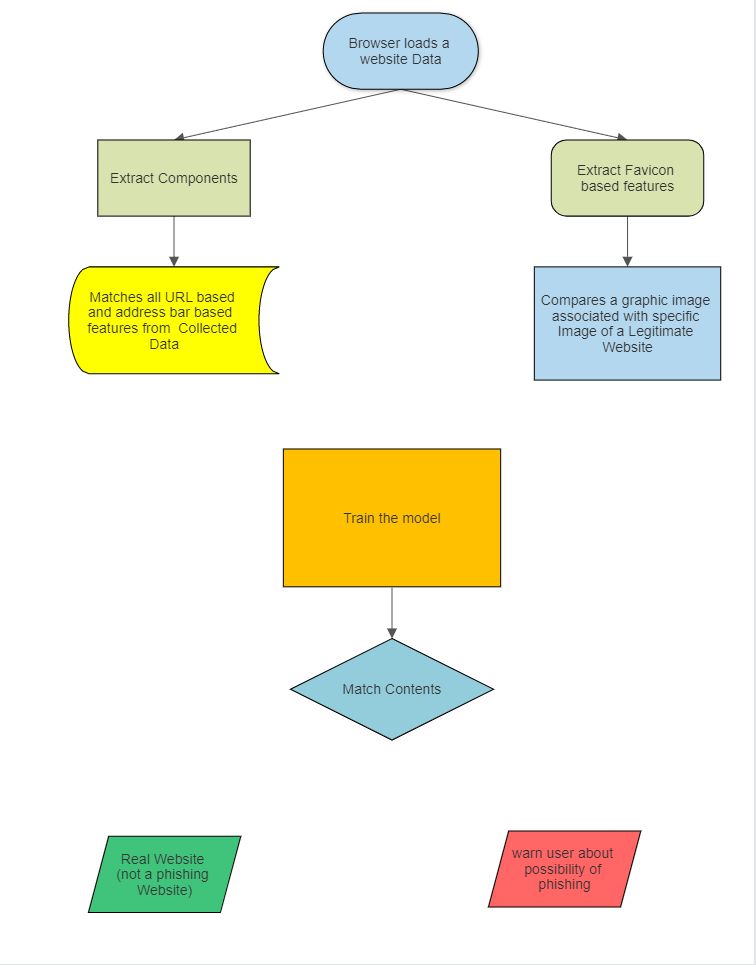 Browser loads a
website Data
Extract Components
Extract Favicon
based features
Matches all URL based
and address bar based
features from Collected
Data
Compares a graphic image
associated with specific
Image of a Legitimate
Website
Train the model
Match Contents
Real Website
(not a phishing
Website)
warn user about
possibility of
phishing